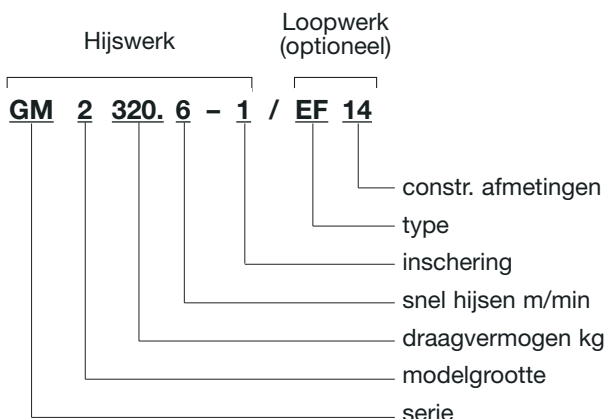 Hijswerk
Loopwerk
(optioneel)
GM 2 320. 6 – 1 / EF 14
constr. afmetingen
type
inschering
snel hijsen m/min
draagvermogen kg
modelgrootte
serie